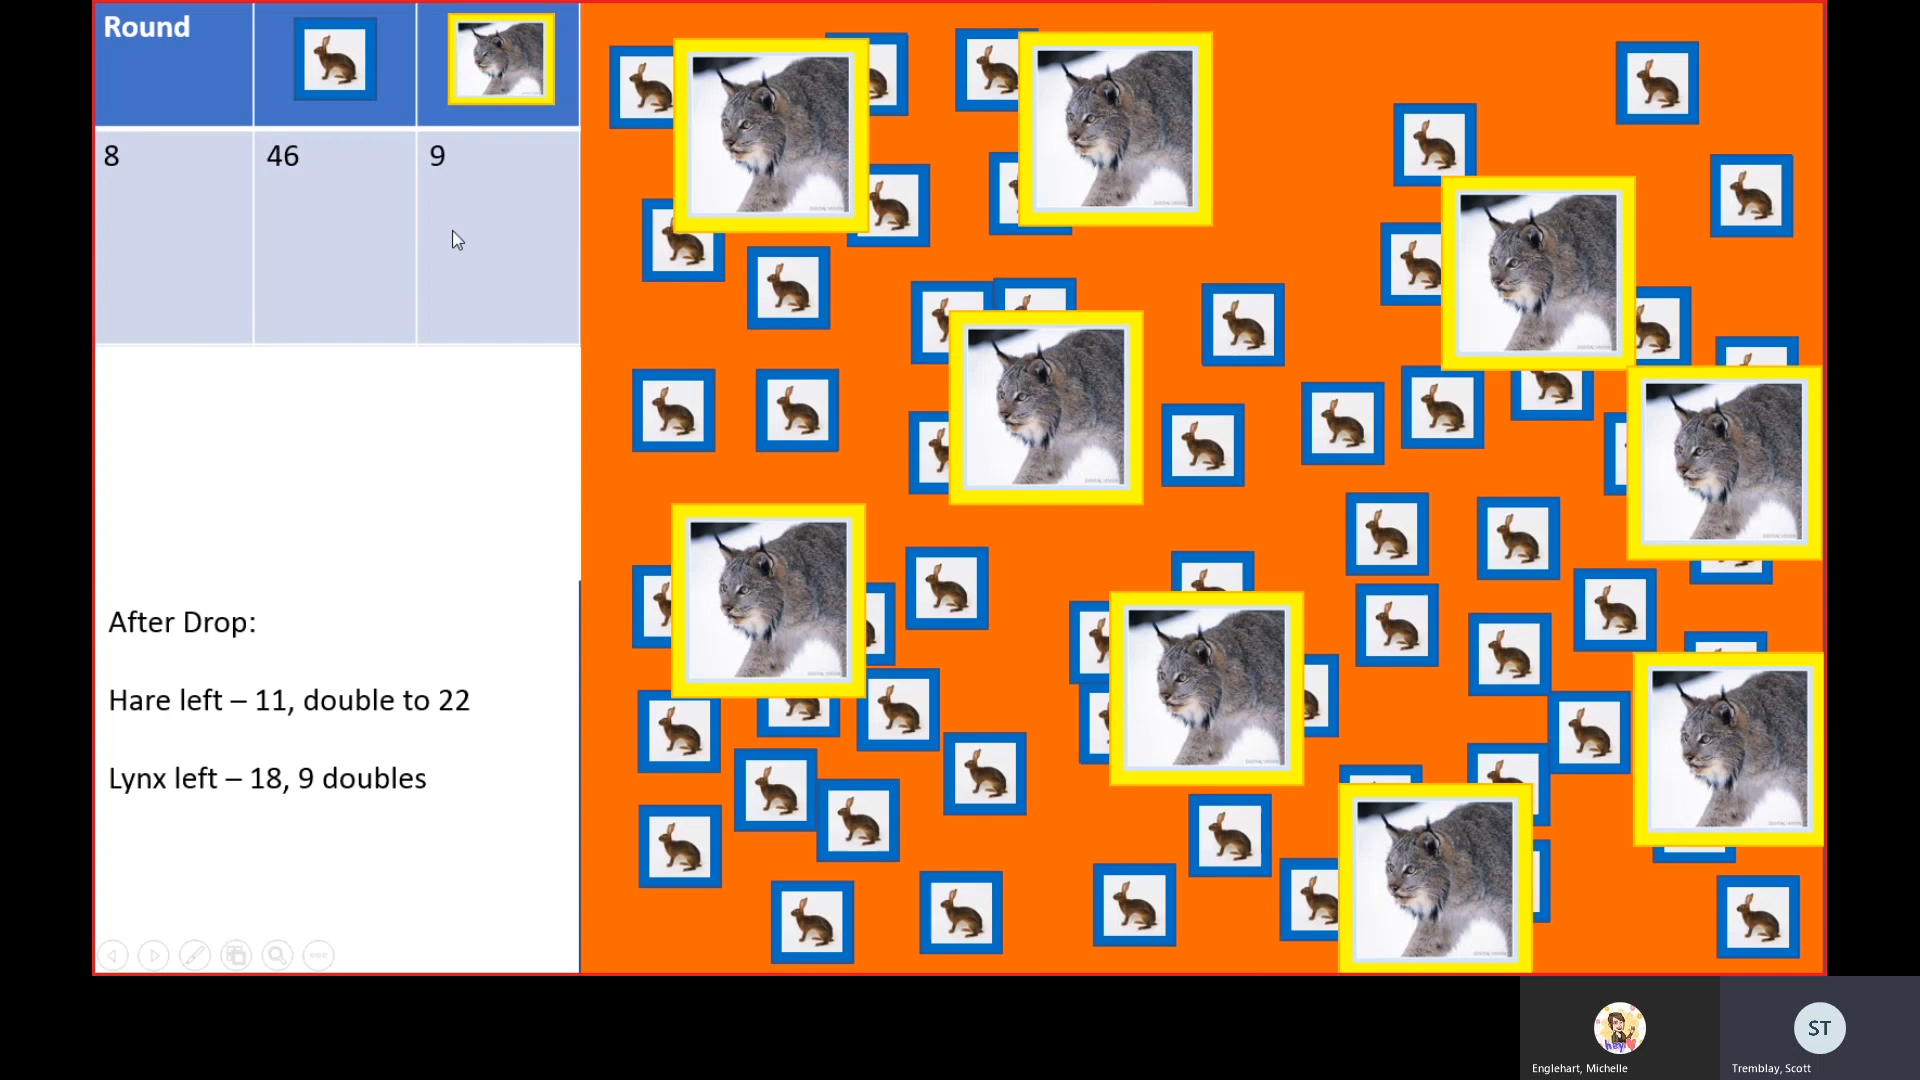 Round
8 46 9
After Drop:
Hare left – 11, double to 22
Lynx left – 18, 9 doubles
hey!
Englehart, Michelle
ST
Tremblay, Scott